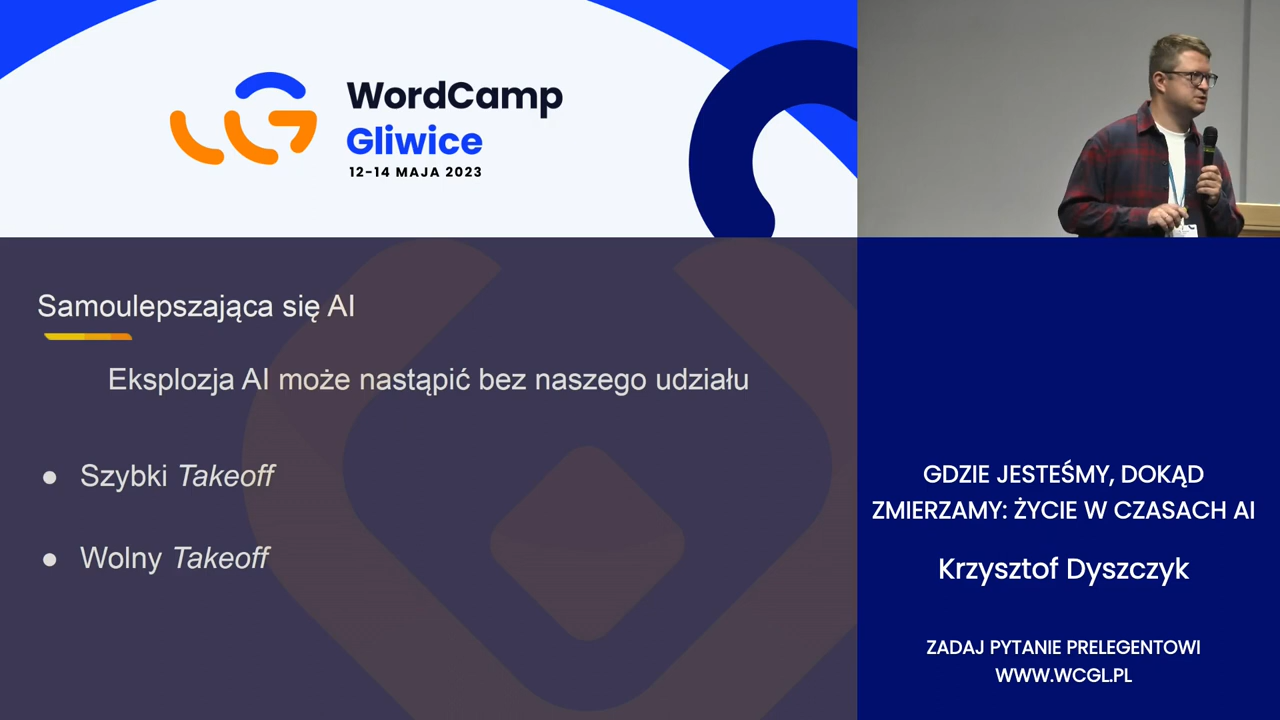 WordCamp
Gliwice
12-14 MAJA 2023
Samoulepszająca się AI
Eksplozja AI może nastąpić bez naszego udziału
● Szybki Takeoff
● Wolny Takeoff
GDZIE JESTEŚMY, DOKĄD
ZMIERZAMY: ŻYCIE W CZASACH AI
Krzysztof Dyszczyk
ZADAJ PYTANIE PRELEGENTOWI
WWW.WCGL.PL